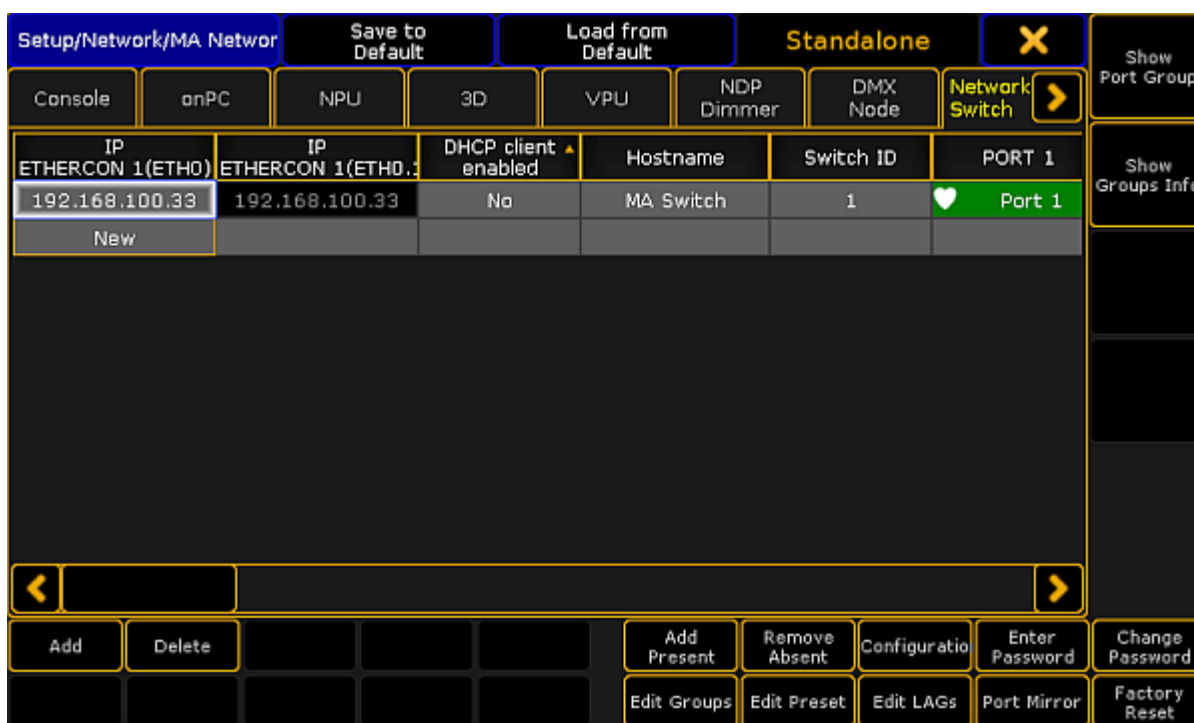 Setup/Network/MA Networ
Save to
Default
Load from
Default
Standalone
Show
Port Group
Console
onPC
NPU
3D
VPU
NDP
Dimmer
DMX
Node
Network
Switch
IP
ETHERCON 1(ETH0)
IP
ETHERCON 1(ETH0.
DHCP client
enabled
Hostname
Switch ID
PORT 1
Show
Groups Info
192.168.100.33
192.168.100.33
No
MA Switch
1
Port 1
New
Add
Delete
Add
Present
Remove
Absent
Configuratio
Enter
Password
Change
Password
Edit Groups
Edit Preset
Edit LAGs
Port Mirror
Factory
Reset